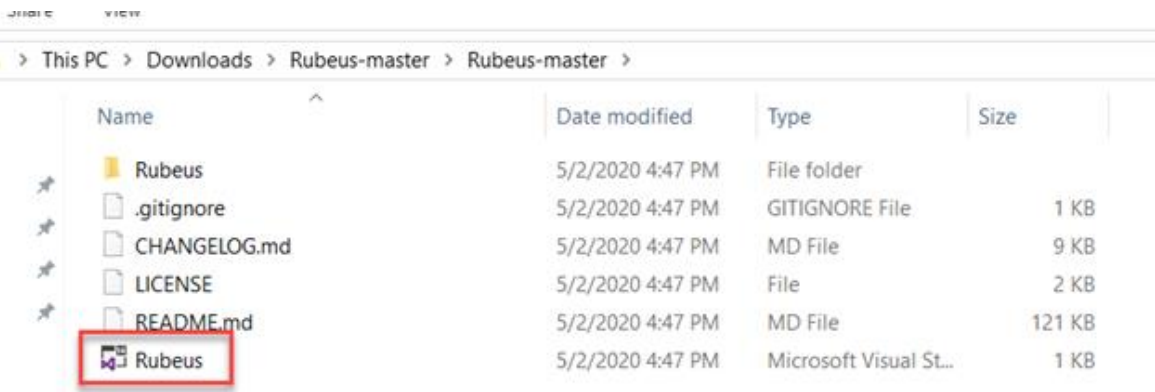 Share View
> This PC > Downloads > Rubeus-master > Rubeus-master >
Name Date modified Type Size
Rubeus 5/2/2020 4:47 PM File folder
.gitignore 5/2/2020 4:47 PM GITIGNORE File 1 KB
CHANGELOG.md 5/2/2020 4:47 PM MD File 9 KB
LICENSE 5/2/2020 4:47 PM File 2 KB
README.md 5/2/2020 4:47 PM MD File 121 KB
Rubeus 5/2/2020 4:47 PM Microsoft Visual St... 1 KB